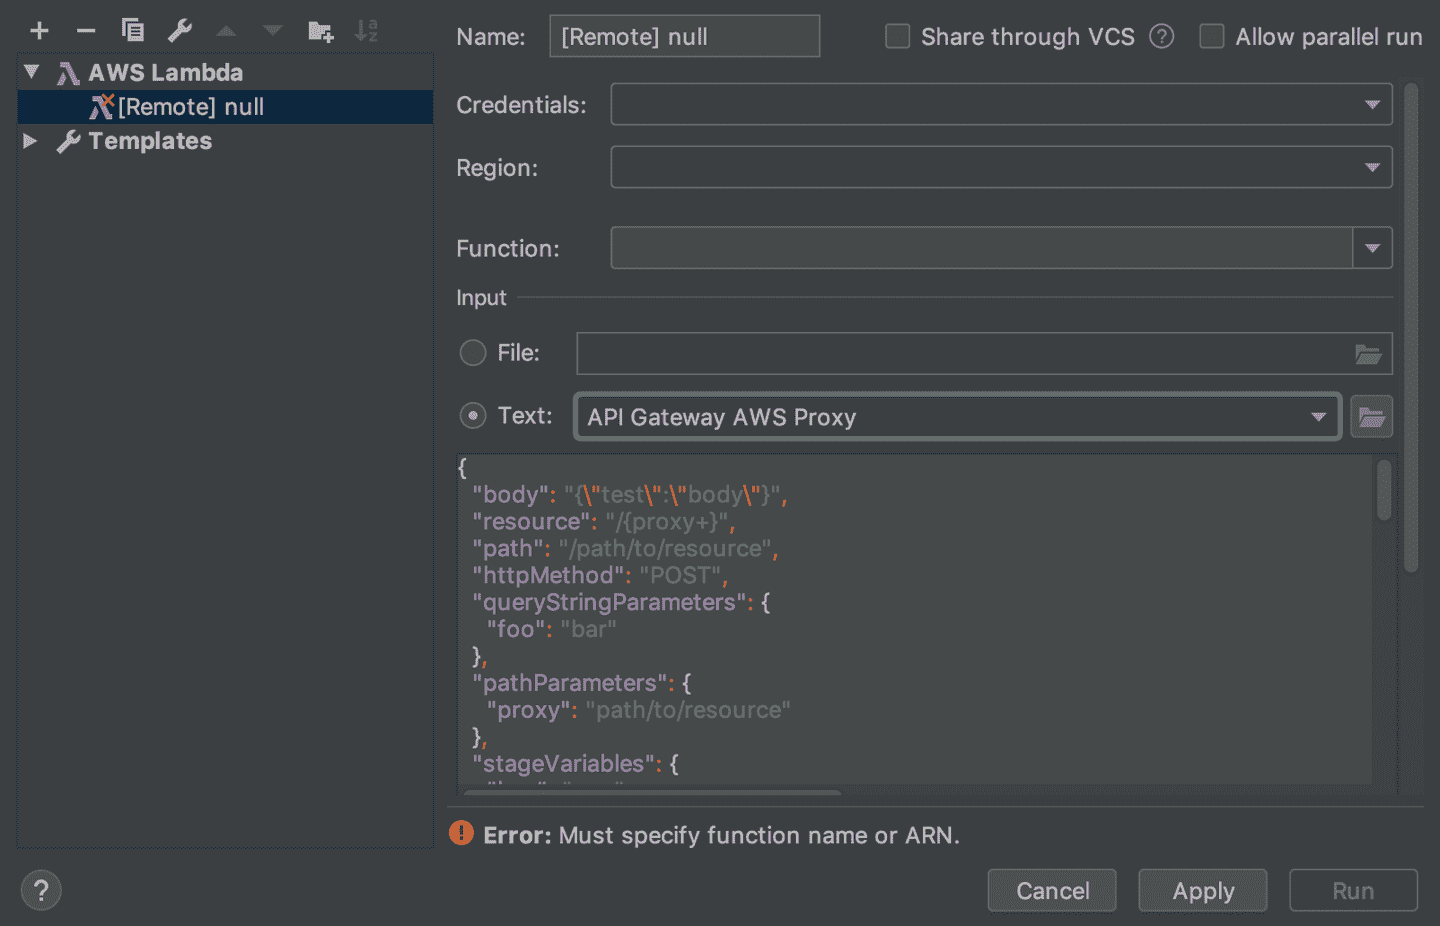 Name: [Remote] null Share through VCS ? Allow parallel run
AWS Lambda
[Remote] null
Templates
Credentials:
Region:
Function:
Input
File:
Text: API Gateway AWS Proxy
{
"body": "{\"test\":\"body\"}",
"resource": "/{proxy+}",
"path": "/path/to/resource",
"httpMethod": "POST",
"queryStringParameters": {
"foo": "bar"
},
"pathParameters": {
"proxy": "path/to/resource"
},
"stageVariables": {
Error: Must specify function name or ARN.
? Cancel Apply Run